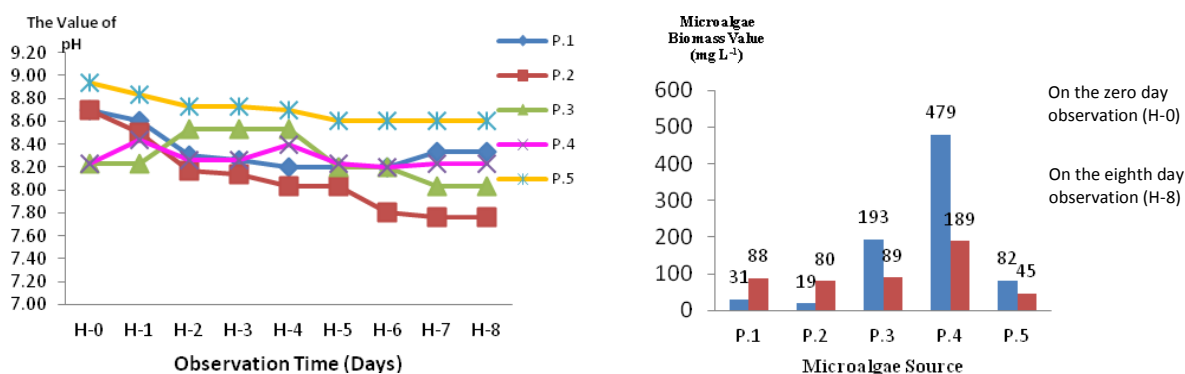 The Value of
pH
9.20
9.00
8.80
8.60
8.40
8.20
8.00
7.80
7.60
7.40
7.20
7.00
H-0 H-1 H-2 H-3 H-4 H-5 H-6 H-7 H-8
Observation Time (Days)
P.1
P.2
P.3
P.4
P.5
Microalgae
Biomass Value
(mg L⁻¹)
600
500
400
300
200
100
0
31 88 19 80 193 89 479 189 82 45
P.1 P.2 P.3 P.4 P.5
Microalgae Source
On the zero day
observation (H-0)
On the eighth day
observation (H-8)